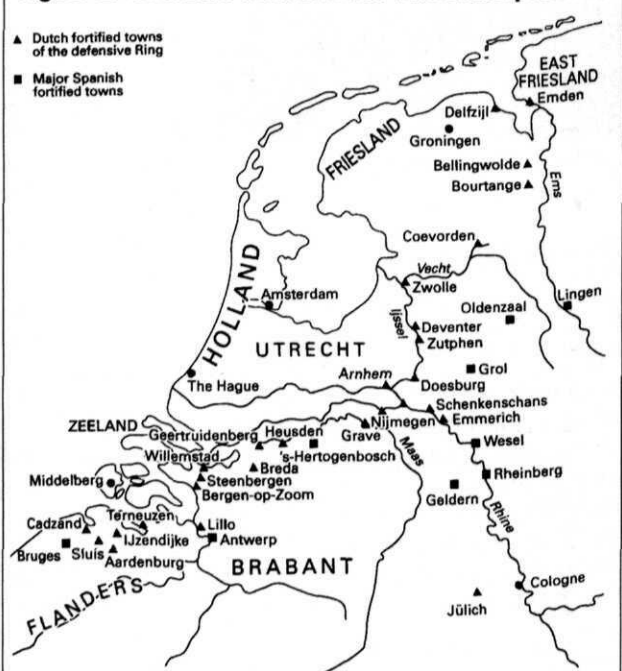 Dutch fortified towns
of the defensive Ring
Major Spanish
fortified towns
EAST
FRIESLAND
Emden
Delfzijl
Groningen
FRIESLAND
Bellingwolde
Bourtange
Ems
Coevorden
Vecht
Zwolle
HOLLAND
Amsterdam
Lingen
Oldenzaal
Ijssel
Deventer
Zutphen
UTRECHT
Grol
Arnhem
Doesburg
The Hague
Schenkenschans
Emmerich
ZEELAND
Nijmegen
Geertruidenberg
Heusden
Grave
Maas
Willemstad
's-Hertogenbosch
Wesel
Breda
Steenbergen
Rheinberg
Middelberg
Bergen-op-Zoom
Geldern
Rhine
Terneuzen
Cadzand
Lillo
IJzendijke
Antwerp
Bruges
Sluis
Aardenburg
BRABANT
FLANDERS
Cologne
Jülich